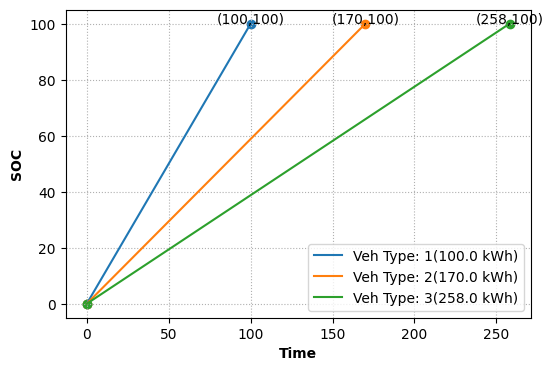 (100,100)
(170,100)
(258,100)
100
80
60
40
20
0
SOC
Veh Type: 1(100.0 kWh)
Veh Type: 2(170.0 kWh)
Veh Type: 3(258.0 kWh)
0 50 100 150 200 250
Time